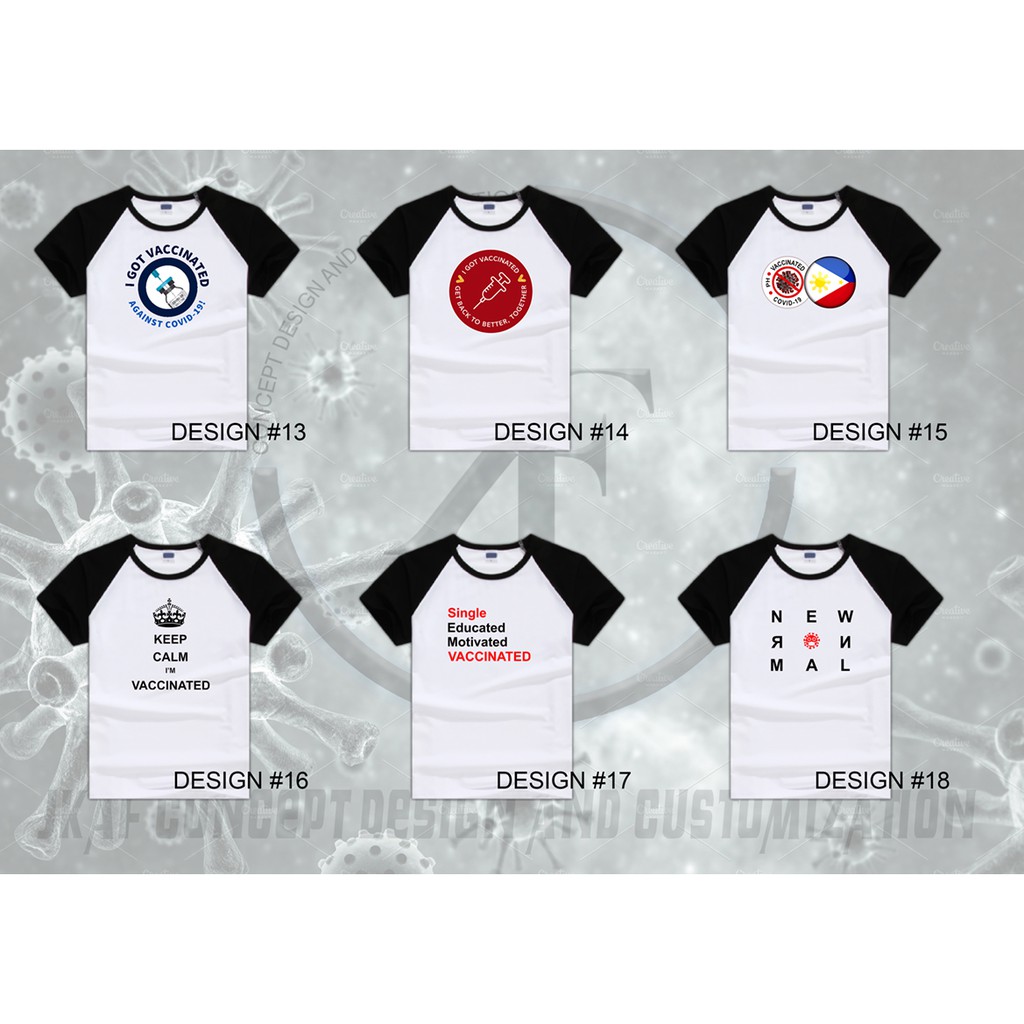 I GOT VACCINATED
AGAINST COVID-19!
DESIGN #13
I GOT VACCINATED
GET BACK TO BETTER, TOGETHER
DESIGN #14
PH VACCINATED
COVID-19
DESIGN #15
KEEP
CALM
I'M
VACCINATED
DESIGN #16
Single
Educated
Motivated
VACCINATED
DESIGN #17
N E W
Я И
M A L
DESIGN #18
CONCEPT DESIGN AND
JKAF CONCEPT DESIGN AND CUSTOMIZATION
Creative